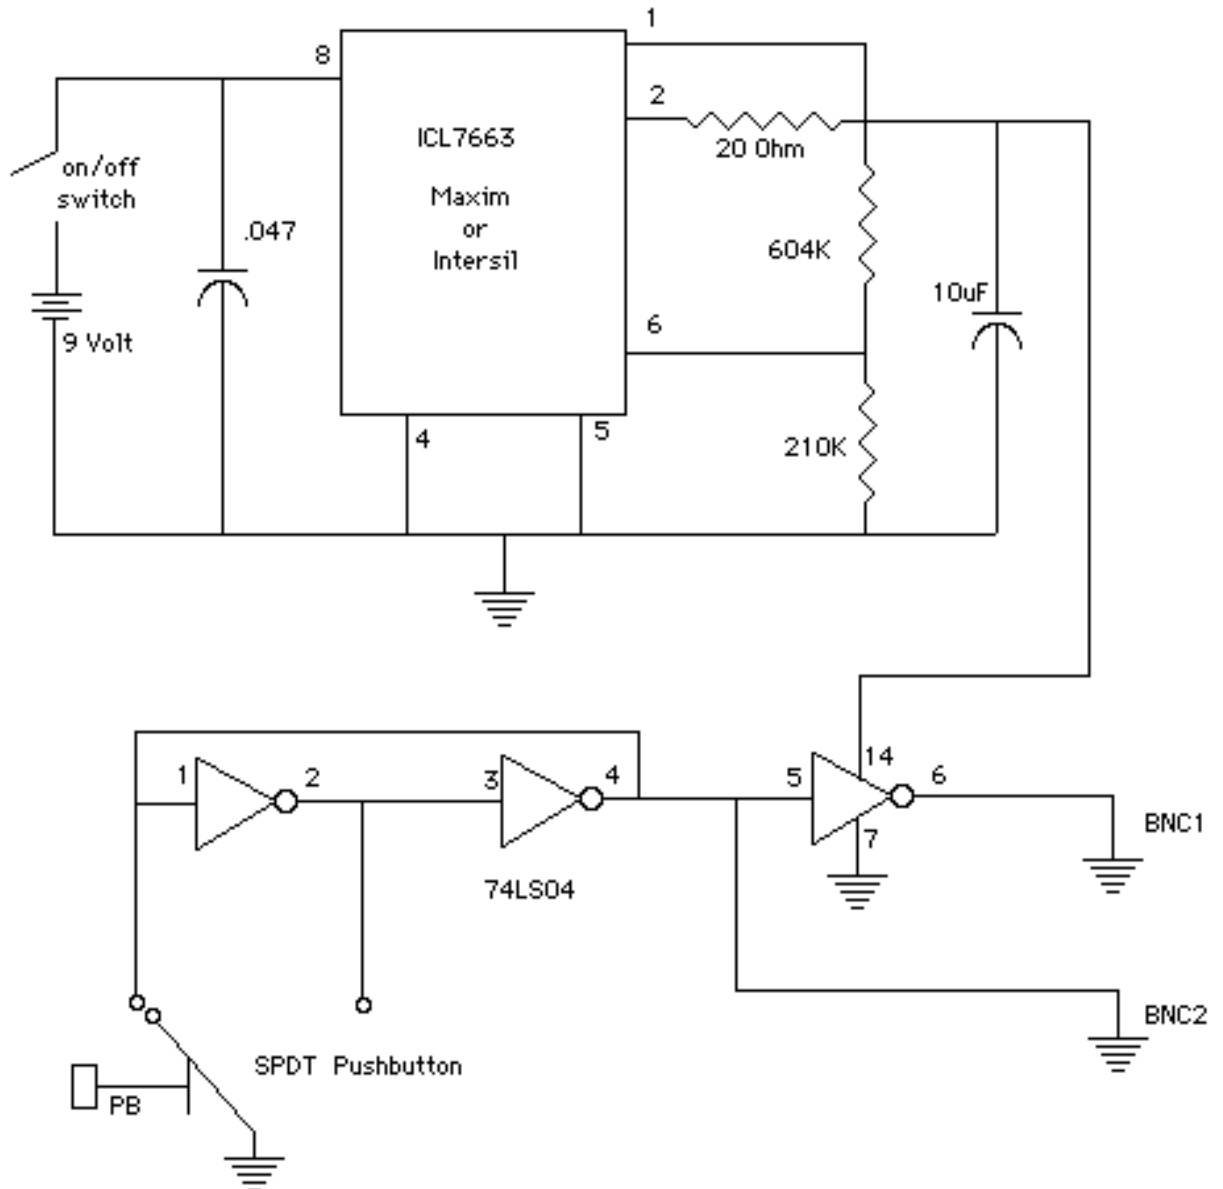 1
8
2
ICL7663
20 Ohm
on/off
switch
Maxim
or
Intersil
.047
604K
10uF
6
9 Volt
4
5
210K
14
1
2
3
4
5
6
7
BNC1
74LS04
BNC2
SPDT Pushbutton
PB